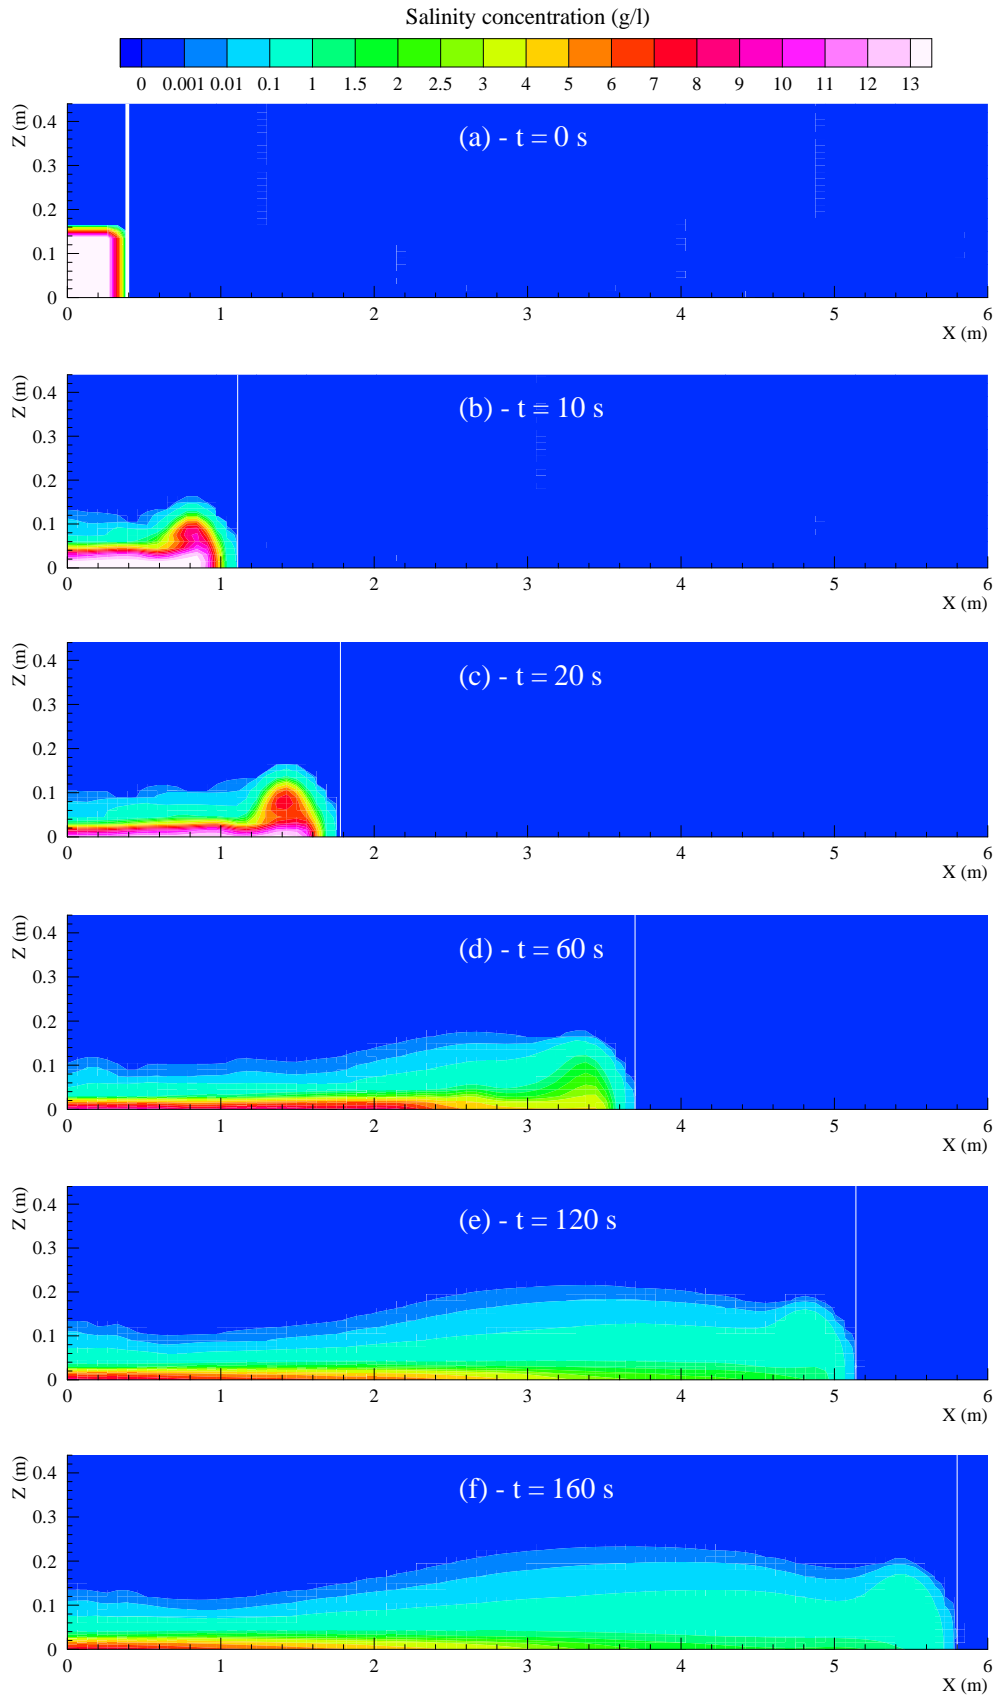 Salinity concentration (g/l)
0 0.001 0.01 0.1 1 1.5 2 2.5 3 4 5 6 7 8 9 10 11 12 13
Z (m)
0.4
0.3
0.2
0.1
0
(a) - t = 0 s
0 1 2 3 4 5 6
X (m)
Z (m)
0.4
0.3
0.2
0.1
0
(b) - t = 10 s
0 1 2 3 4 5 6
X (m)
Z (m)
0.4
0.3
0.2
0.1
0
(c) - t = 20 s
0 1 2 3 4 5 6
X (m)
Z (m)
0.4
0.3
0.2
0.1
0
(d) - t = 60 s
0 1 2 3 4 5 6
X (m)
Z (m)
0.4
0.3
0.2
0.1
0
(e) - t = 120 s
0 1 2 3 4 5 6
X (m)
Z (m)
0.4
0.3
0.2
0.1
0
(f) - t = 160 s
0 1 2 3 4 5 6
X (m)